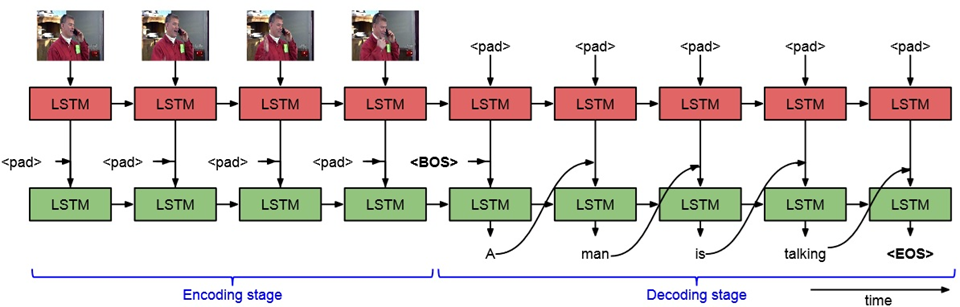 <pad> <pad> <pad> <pad> <pad>
LSTM LSTM LSTM LSTM LSTM LSTM LSTM LSTM LSTM
<pad> <pad> <pad> <pad> <BOS>
LSTM LSTM LSTM LSTM LSTM LSTM LSTM LSTM LSTM
A man is talking <EOS>
Encoding stage Decoding stage time